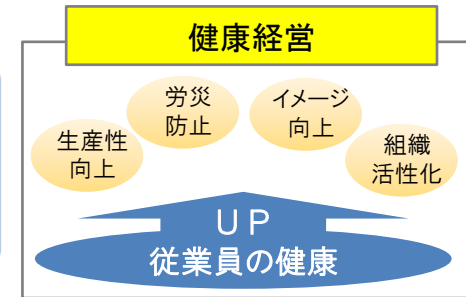 健康経営
労災
防止
イメージ
向上
生産性
向上
組織
活性化
ＵＰ
従業員の健康